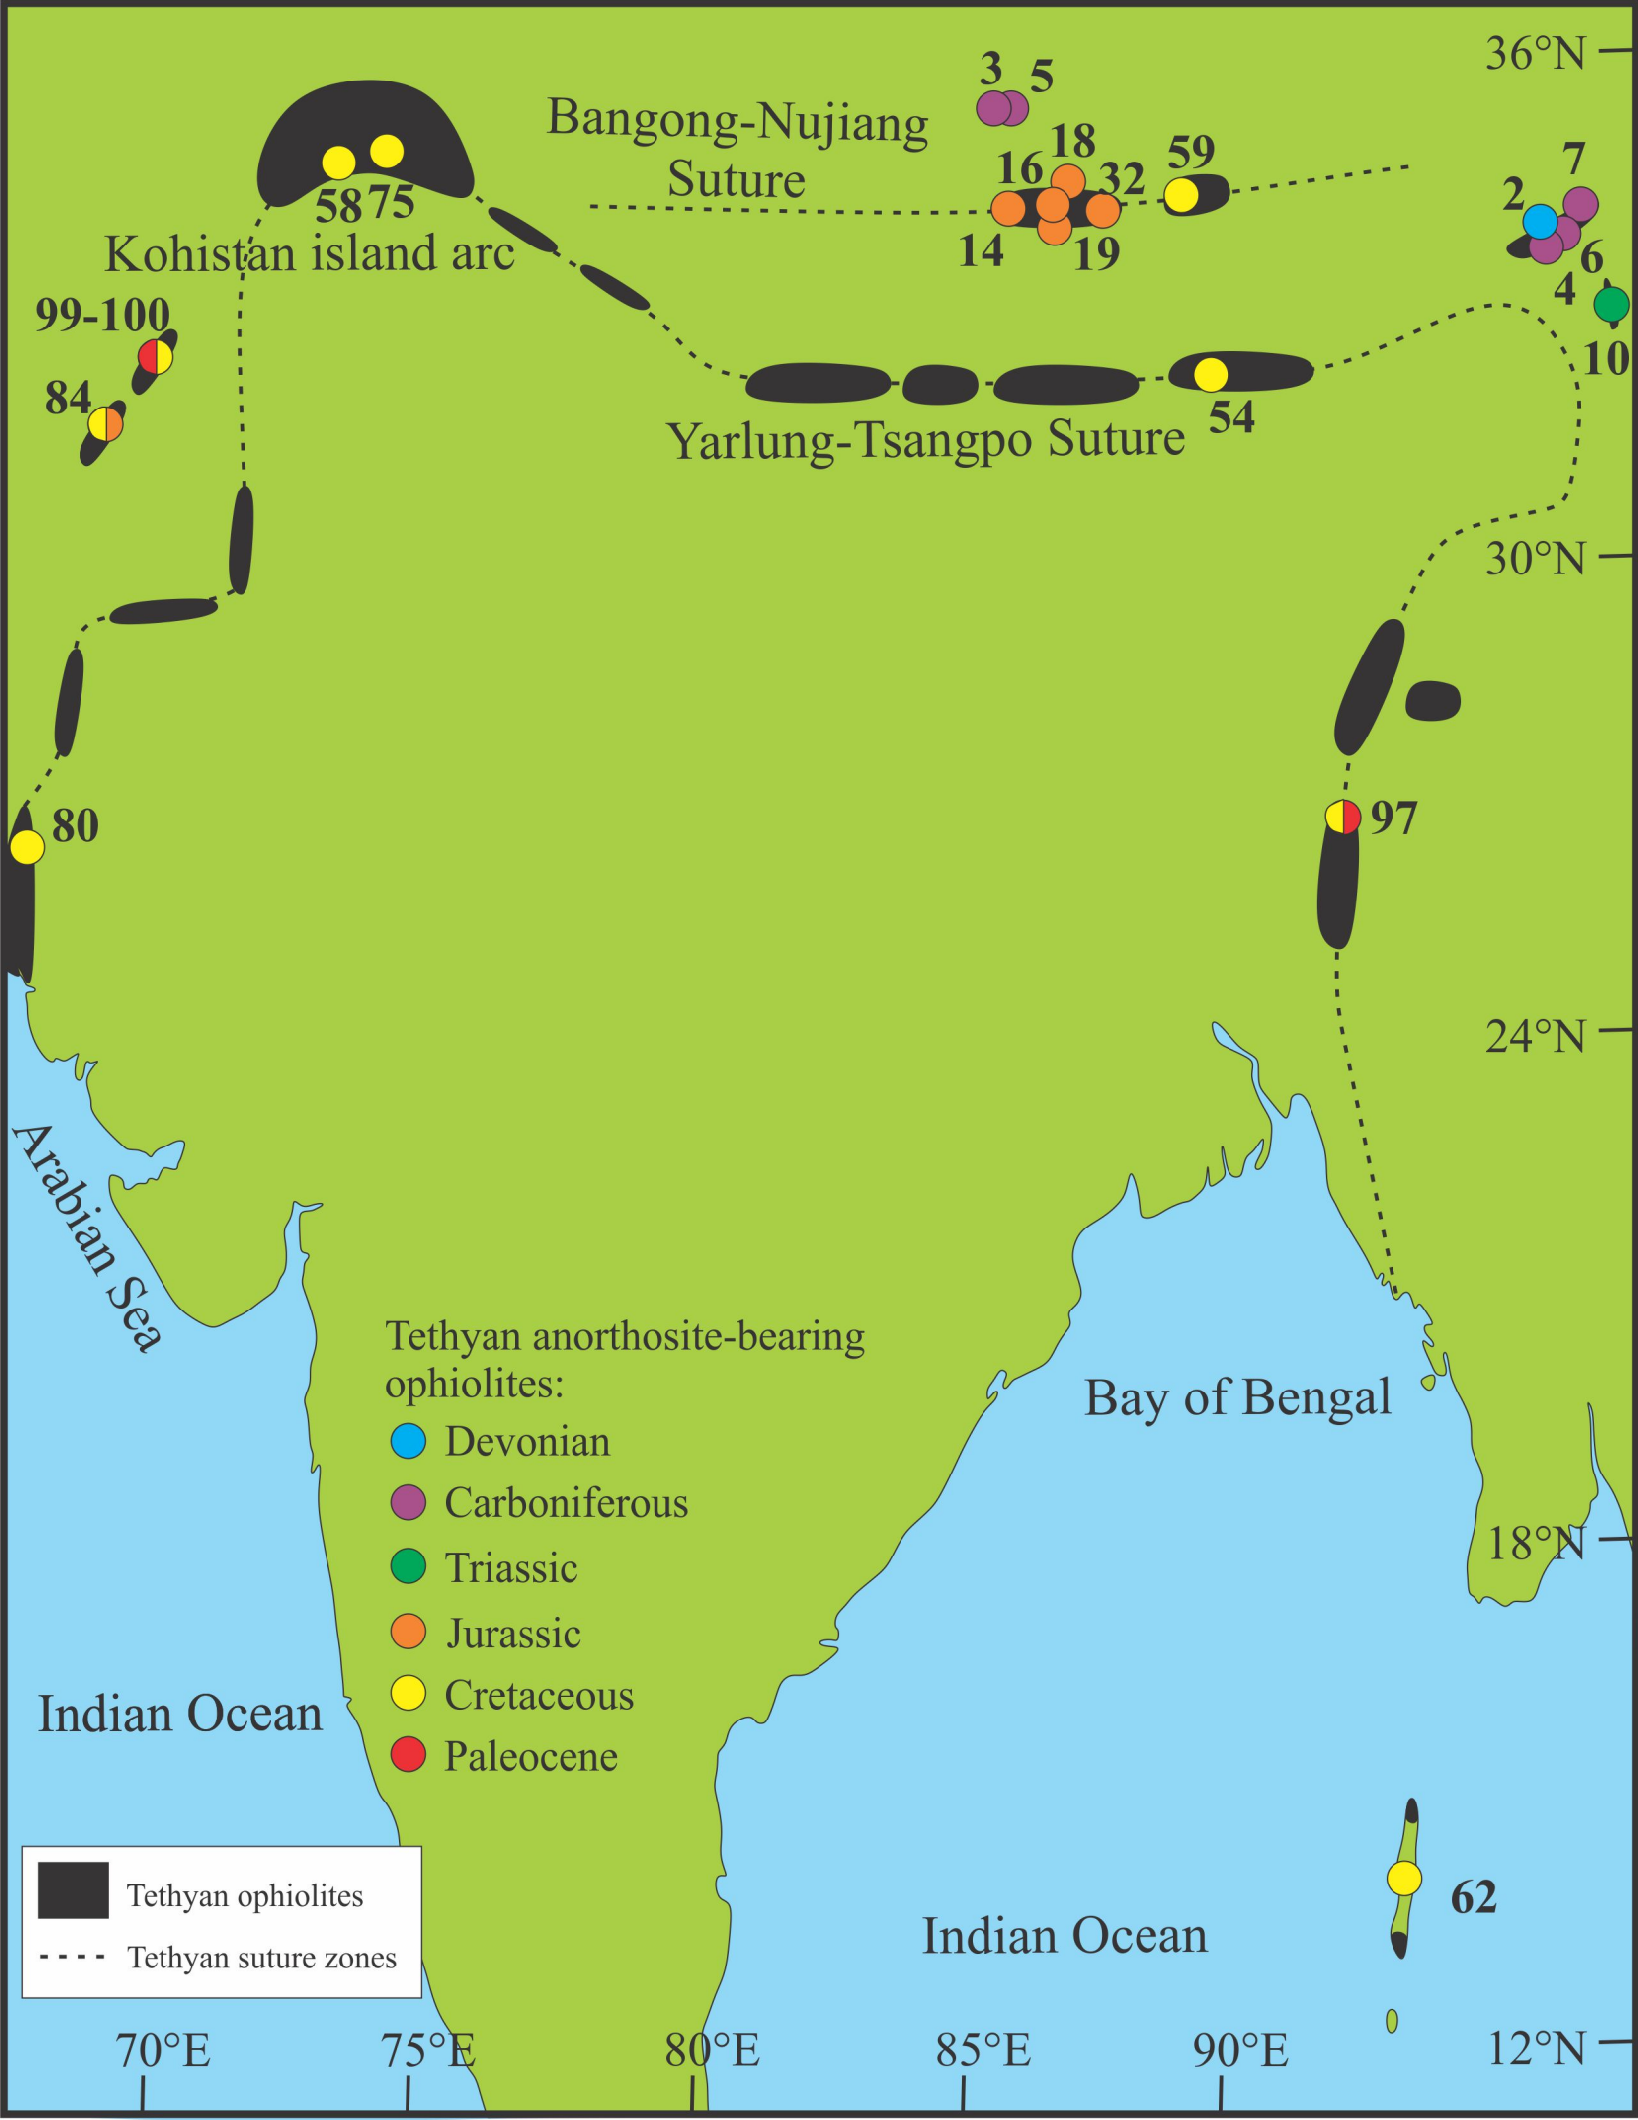 36°N
3
5
Bangong-Nujiang
Suture
18
16
32
59
7
2
58 75
14
19
6
Kohistan island arc
4
99-100
10
84
54
Yarlung-Tsangpo Suture
30°N
80
97
24°N
Arabian Sea
Tethyan anorthosite-bearing
ophiolites:
Bay of Bengal
Devonian
Carboniferous
18°N
Triassic
Jurassic
Cretaceous
Indian Ocean
Paleocene
Tethyan ophiolites
62
Indian Ocean
Tethyan suture zones
70°E
75°E
80°E
85°E
90°E
12°N